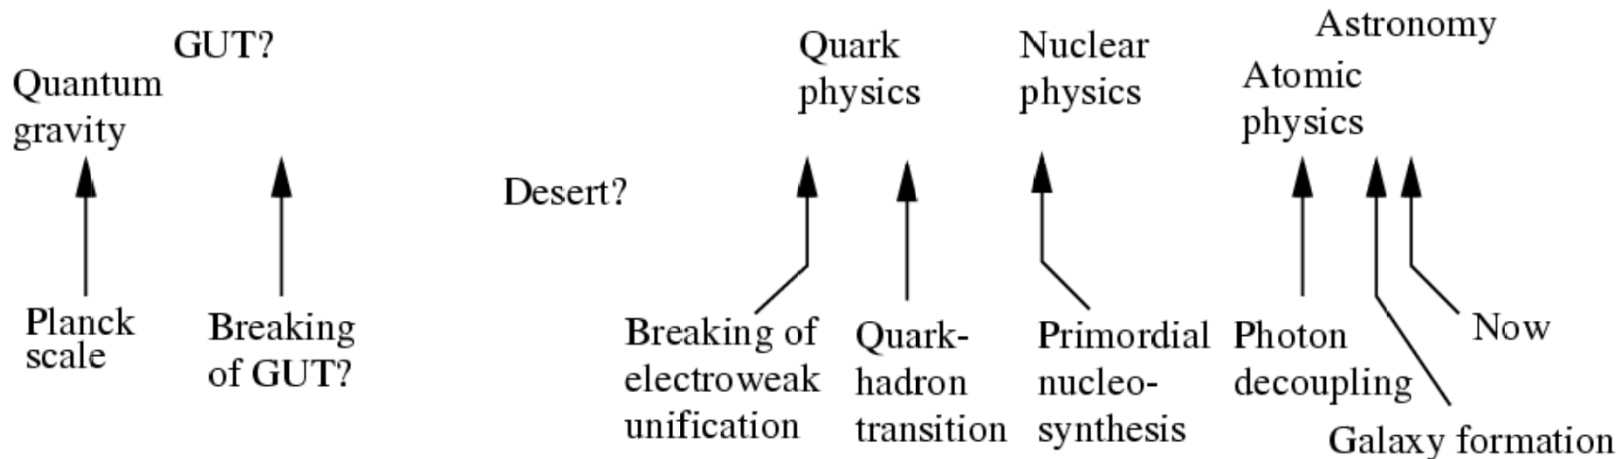 GUT?
Quantum
gravity
Quark
physics
Nuclear
physics
Astronomy
Atomic
physics
Desert?
Planck
scale
Breaking
of GUT?
Breaking of
electroweak
unification
Quark-
hadron
transition
Primordial
nucleo-
synthesis
Photon
decoupling
Now
Galaxy formation